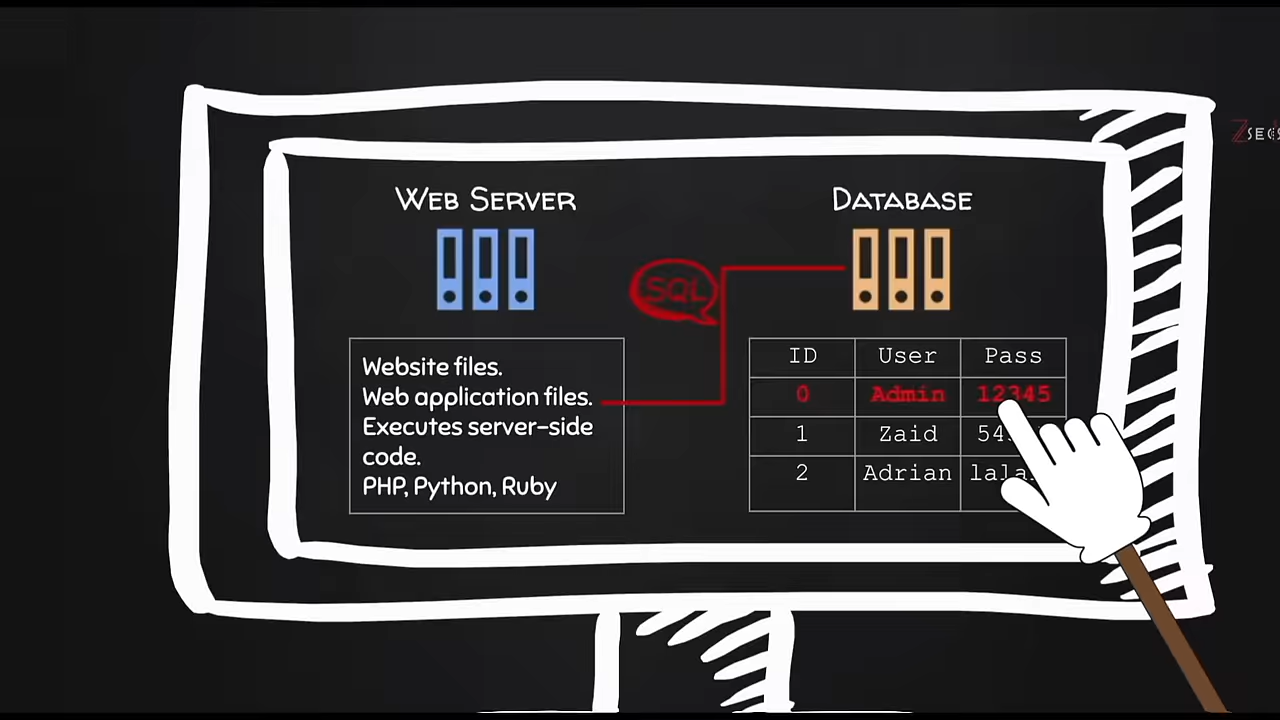 Web Server
Database
SQL
Website files.
Web application files.
Executes server-side
code.
PHP, Python, Ruby
ID User Pass
0 Admin 12345
1 Zaid
2 Adrian